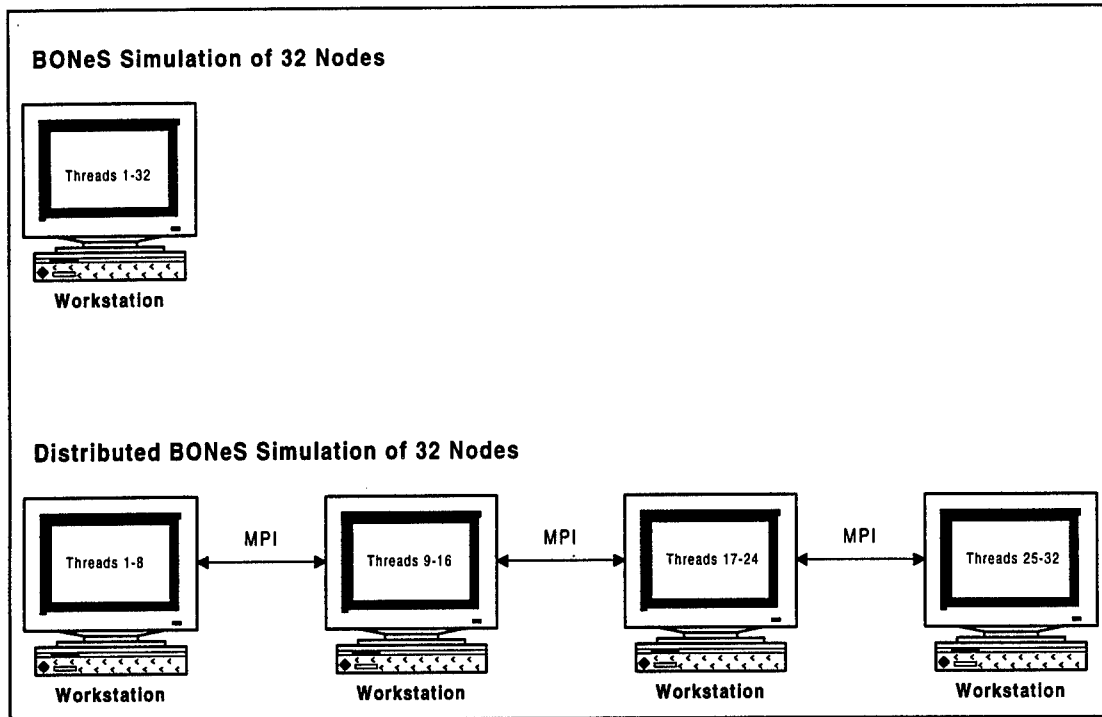 BONeS Simulation of 32 Nodes
Threads 1-32
Workstation
Distributed BONeS Simulation of 32 Nodes
MPI MPI MPI
Threads 1-8 Threads 9-16 Threads 17-24 Threads 25-32
Workstation Workstation Workstation Workstation